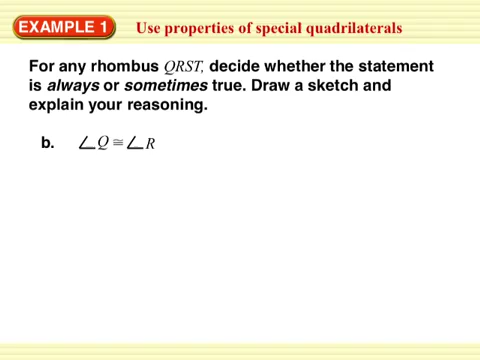 EXAMPLE 1 Use properties of special quadrilaterals
For any rhombus QRST, decide whether the statement
is always or sometimes true. Draw a sketch and
explain your reasoning.
b. ∠Q ≅ ∠R